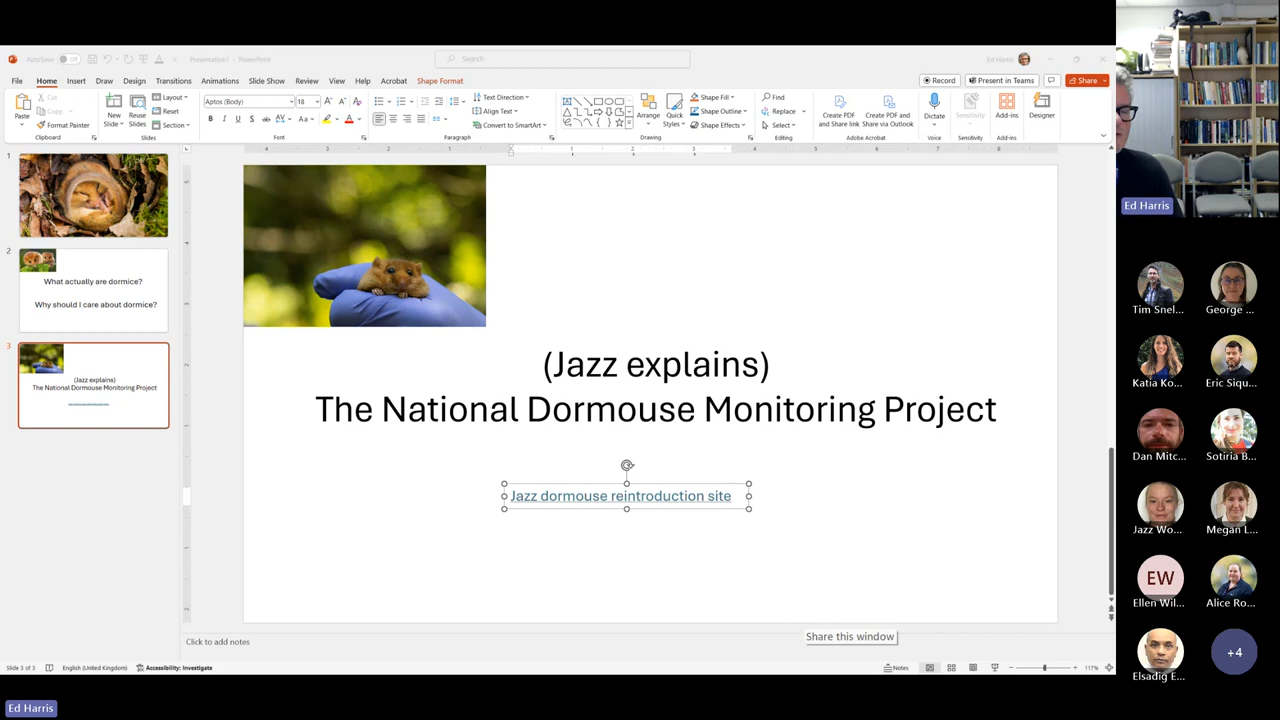 AutoSave
Off
Presentation1 - PowerPoint
Search
Ed Harris
File
Home
Insert
Draw
Design
Transitions
Animations
Slide Show
Review
View
Help
Acrobat
Shape Format
Record
Present in Teams
Share
Paste
Cut
Copy
Format Painter
Clipboard
New
Slide
Reuse
Slides
Layout
Reset
Section
Slides
Aptos (Body)
18
Font
Text Direction
Align Text
Convert to SmartArt
Paragraph
Arrange
Quick
Styles
Shape Fill
Shape Outline
Shape Effects
Drawing
Find
Replace
Select
Editing
Create PDF
and Share link
Create PDF and
Share via Outlook
Adobe Acrobat
Dictate
Voice
Sensitivity
Sensitivity
Add-ins
Add-ins
Designer
1
2
What actually are dormice?
Why should I care about dormice?
3
(Jazz explains)
The National Dormouse Monitoring Project
(Jazz explains)
The National Dormouse Monitoring Project
Jazz dormouse reintroduction site
Share this window
Click to add notes
Slide 3 of 3
English (United Kingdom)
Accessibility: Investigate
Notes
117%
Ed Harris
Tim Snel...
George ...
Katia Ko...
Eric Siqu...
Dan Mitc...
Sotiria B...
Jazz Wo...
Megan L...
EW
Ellen Wil...
Alice Ro...
Elsadig E...
+4
Ed Harris